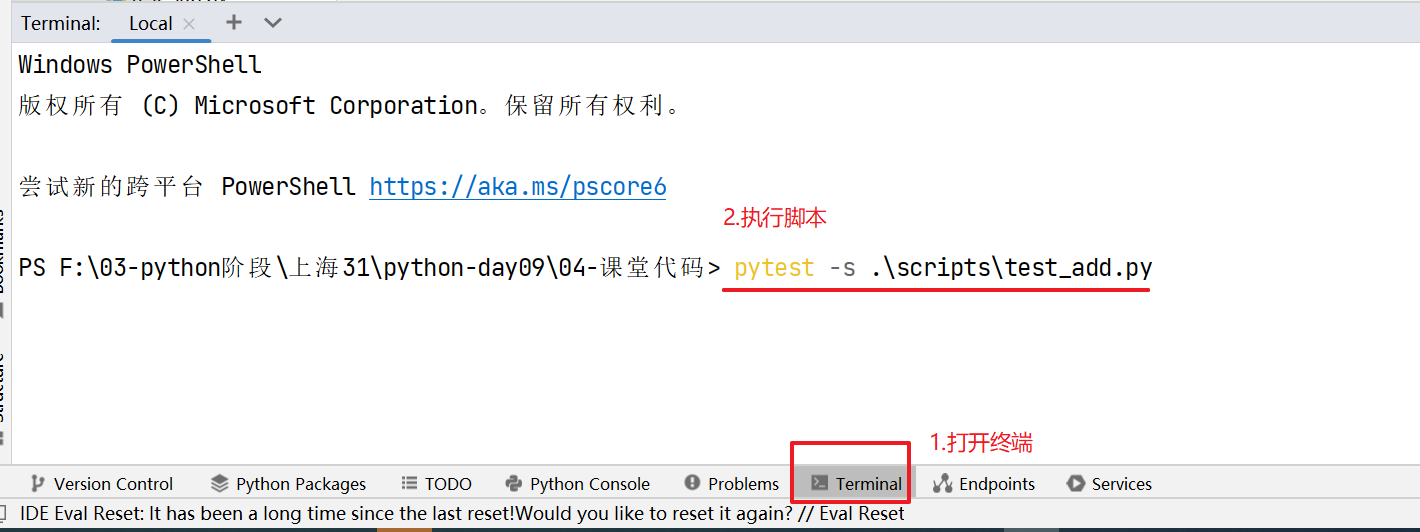 Terminal: Local
Windows PowerShell
版权所有 (C) Microsoft Corporation。保留所有权利。
尝试新的跨平台 PowerShell https://aka.ms/pscore6
2.执行脚本
PS F:\03-python阶段\上海31\python-day09\04-课堂代码> pytest -s .\scripts\test_add.py
1.打开终端
Version Control Python Packages TODO Python Console Problems Terminal Endpoints Services
IDE Eval Reset: It has been a long time since the last reset!Would you like to reset it again? // Eval Reset